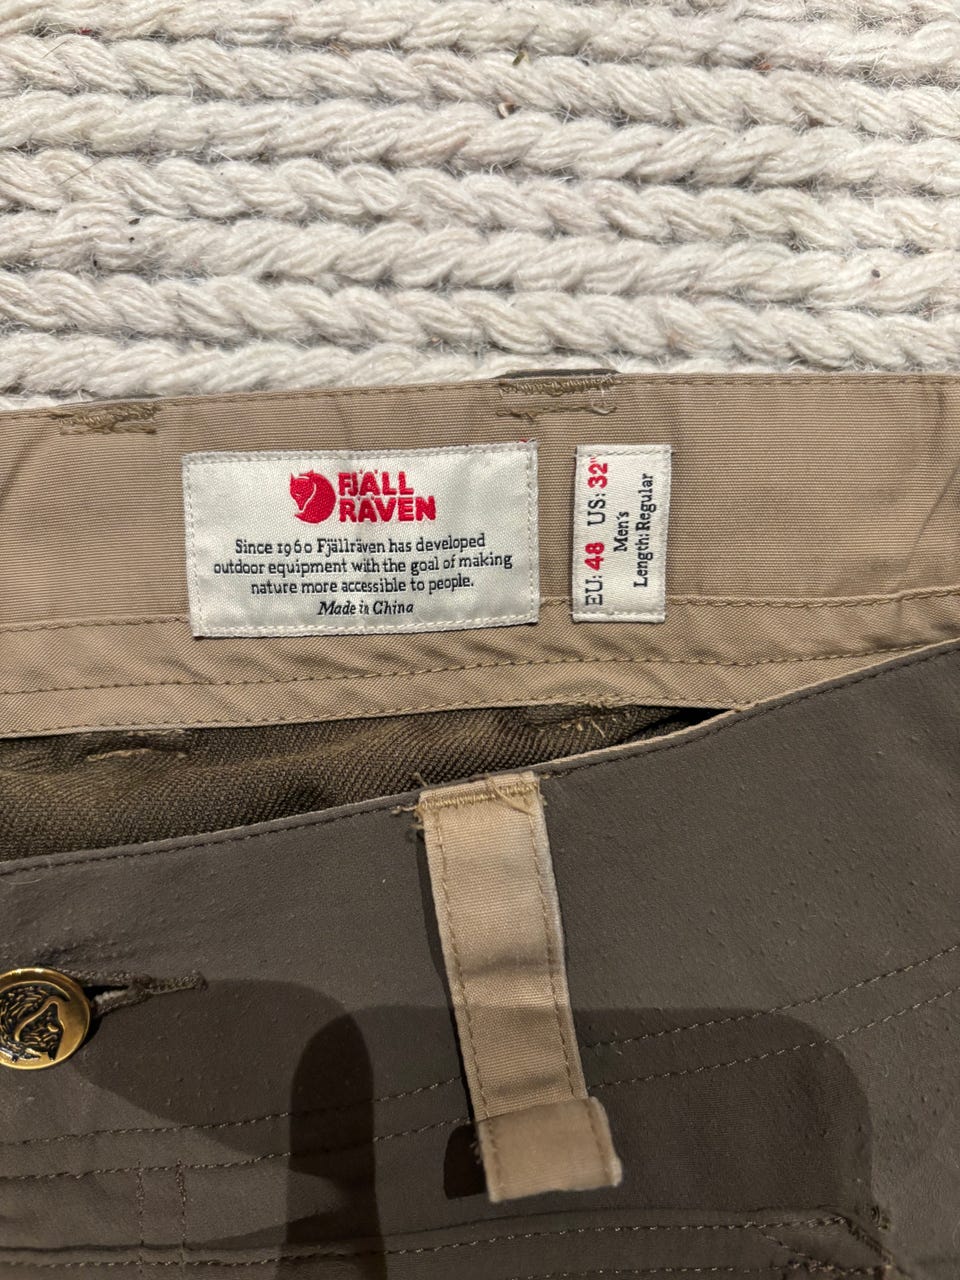 FJÄLL
RÄVEN
Since 1960 Fjällräven has developed
outdoor equipment with the goal of making
nature more accessible to people.
Made in China
EU: 48 US: 32"
Men's
Length: Regular